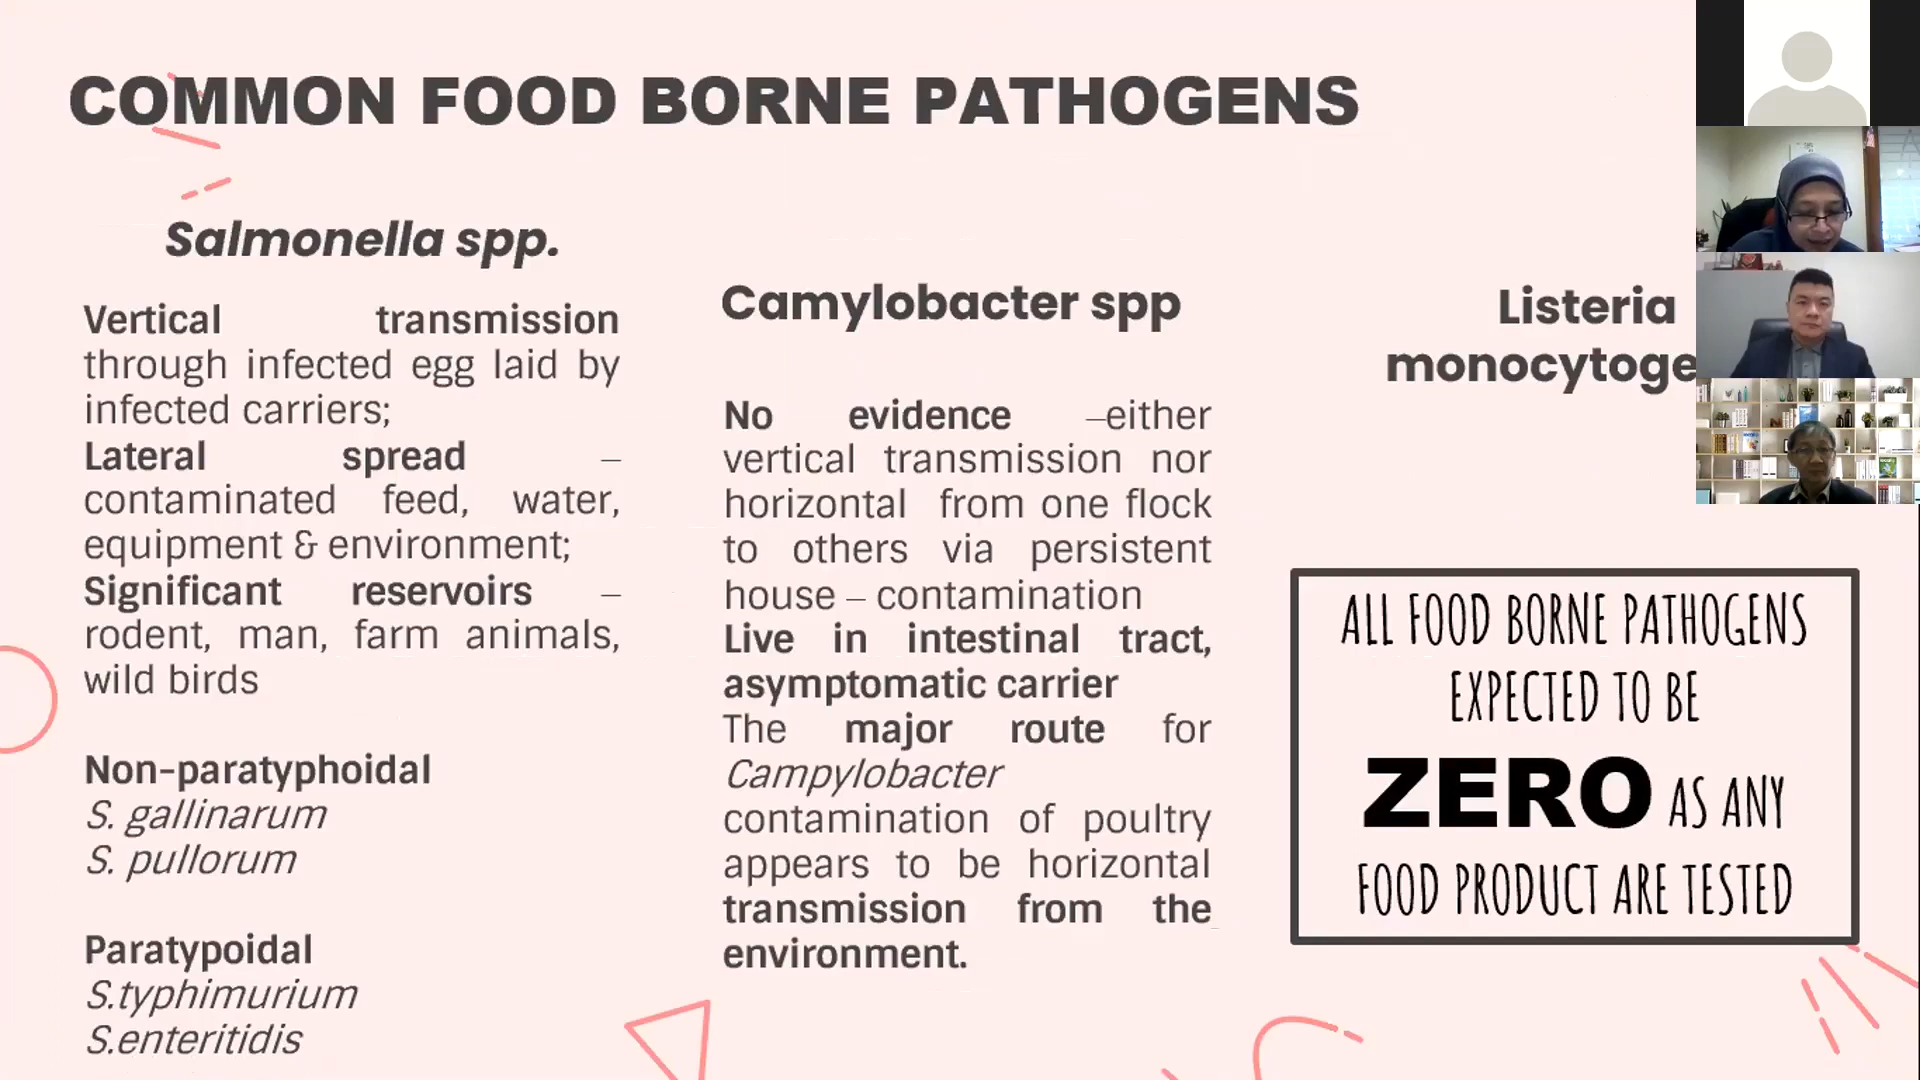 COMMON FOOD BORNE PATHOGENS
Salmonella spp.
Vertical transmission
through infected egg laid by
infected carriers;
Lateral spread –
contaminated feed, water,
equipment & environment;
Significant reservoirs –
rodent, man, farm animals,
wild birds
Non-paratyphoidal
S. gallinarum
S. pullorum
Paratypoidal
S.typhimurium
S.enteritidis
Camylobacter spp
No evidence –either
vertical transmission nor
horizontal from one flock
to others via persistent
house – contamination
Live in intestinal tract,
asymptomatic carrier
The major route for
Campylobacter
contamination of poultry
appears to be horizontal
transmission from the
environment.
Listeria
monocytoge
ALL FOOD BORNE PATHOGENS
EXPECTED TO BE
ZERO AS ANY
FOOD PRODUCT ARE TESTED